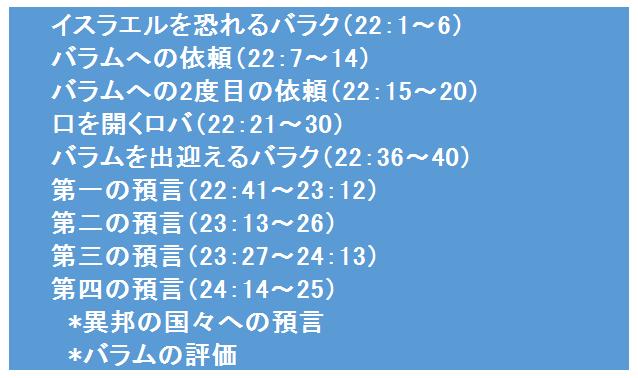 イスラエルを恐れるバラク（22：1～6）
バラムへの依頼（22：7～14）
バラムへの2度目の依頼（22：15～20）
口を開くロバ（22：21～30）
バラムを出迎えるバラク（22：36～40）
第一の預言（22：41～23：12）
第二の預言（23：13～26）
第三の預言（23：27～24：13）
第四の預言（24：14～25）
＊異邦の国々への預言
＊バラムの評価